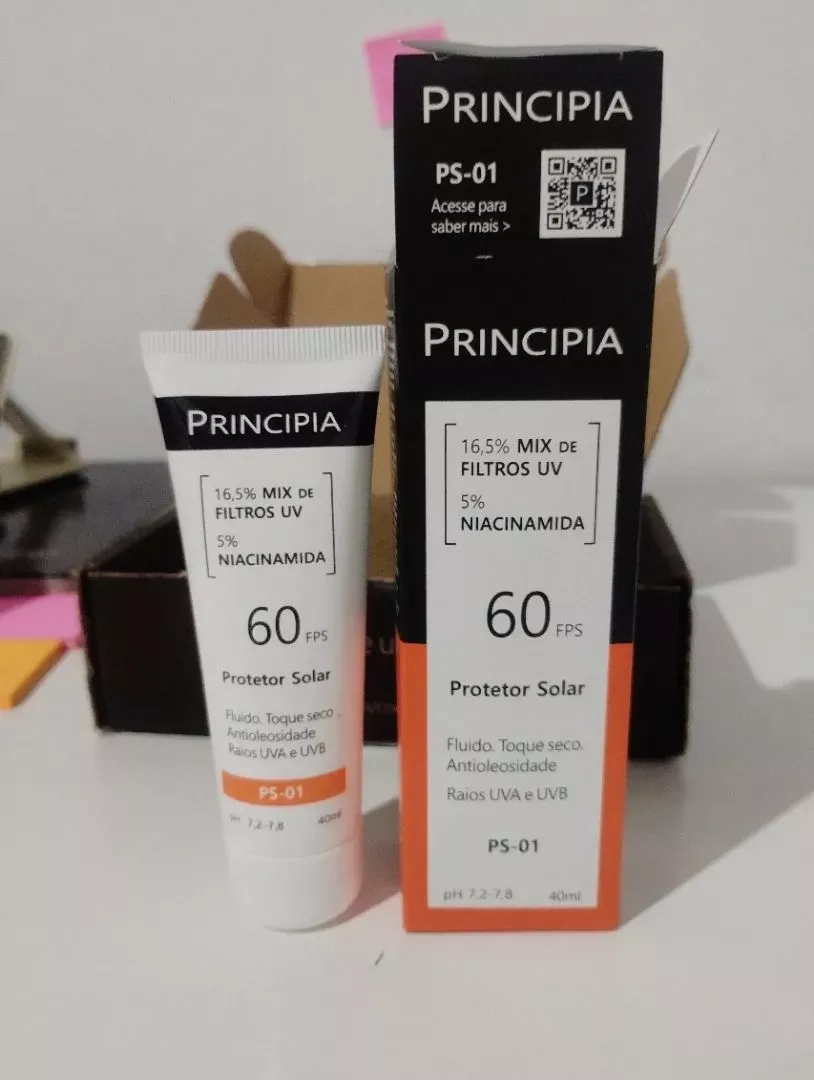 PRINCIPIA
PS-01
Acesse para
saber mais >
P
PRINCIPIA
16,5% MIX DE
FILTROS UV
5%
NIACINAMIDA
60 FPS
Protetor Solar
Fluido. Toque seco.
Antioleosidade
Raios UVA e UVB
PS-01
pH 7.2-7.8 40ml
PRINCIPIA
16,5% MIX DE
FILTROS UV
5%
NIACINAMIDA
60 FPS
Protetor Solar
Fluido. Toque seco.
Antioleosidade
Raios UVA e UVB
PS-01
pH 7.2-7.8 40ml